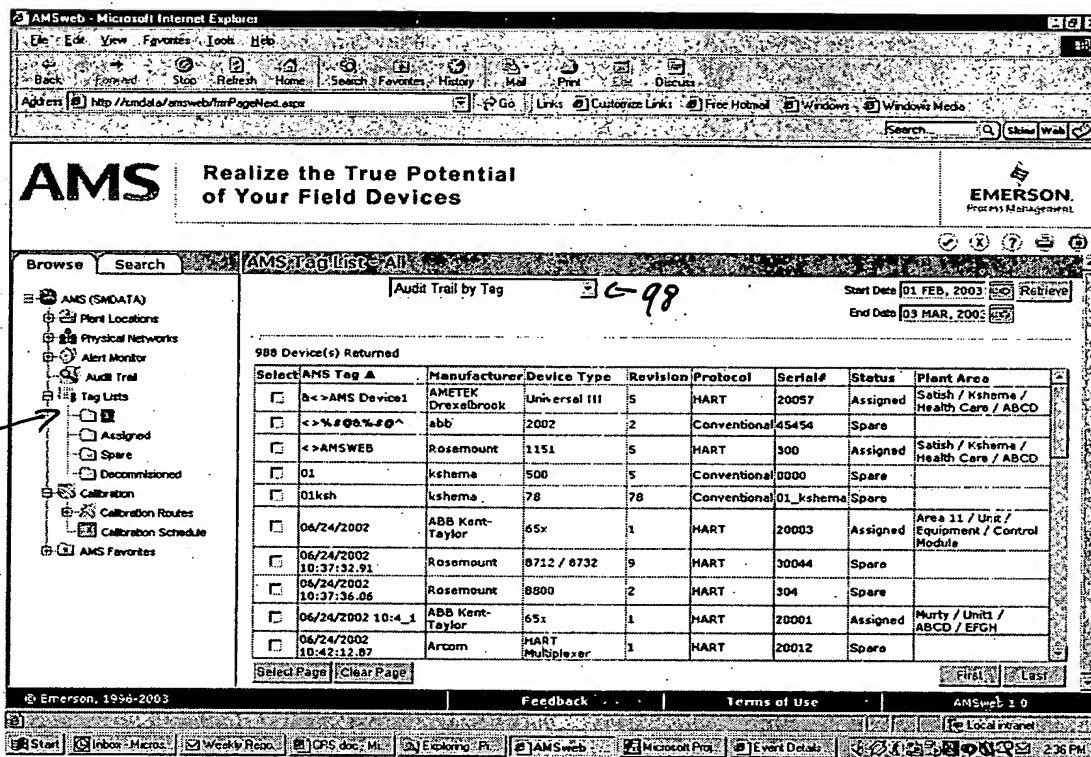 AMSweb - Microsoft Internet Explorer
File Edit View Favorites Tools Help
Back Forward Stop Refresh Home Search Favorites History Mail Print Edit Discuss
Address http://smdata/amsweb/frmPageNext.aspx Go Links Customize Links Free Hotmail Windows Windows Media
Search... Skins Web
AMS
Realize the True Potential
of Your Field Devices
EMERSON.
Process Management
Browse Search AMS Tag List - All
Audit Trail by Tag ←98
Start Date 01 FEB, 2003 Retrieve
End Date 03 MAR, 2003
AMS (SMDATA)
Plant Locations
Physical Networks
Alert Monitor
Audit Trail
Tag Lists
Assigned
Spare
Decommisioned
Calibration
Calibration Routes
Calibration Schedule
AMS Favorites
988 Device(s) Returned
Select AMS Tag ▲ Manufacturer Device Type Revision Protocol Serial# Status Plant Area
&<>AMS Device1 AMETEK Drexelbrook Universal III 5 HART 20057 Assigned Satish / Kshema / Health Care / ABCD
abb 2002 2 Conventional 45454 Spare
<>AMSWEB Rosemount 1151 5 HART 300 Assigned Satish / Kshema / Health Care / ABCD
01 kshema 500 5 Conventional 0000 Spare
01ksh kshema 78 78 Conventional 01_kshema Spare
06/24/2002 ABB Kent-Taylor 65x 1 HART 20003 Assigned Area 11 / Unit / Equipment / Control Module
06/24/2002 10:37:32.91 Rosemount 8712 / 8732 9 HART 30044 Spare
06/24/2002 10:37:36.06 Rosemount 8800 2 HART 304 Spare
06/24/2002 10:4_1 ABB Kent-Taylor 65x 1 HART 20001 Assigned Murty / Unit1 / ABCD / EFGH
06/24/2002 10:42:12.87 Arcom HART Multiplexer 1 HART 20012 Spare
Select Page Clear Page First Last
© Emerson, 1996-2003 Feedback Terms of Use AMSweb 1.0
Local intranet
Start Inbox - Micros... Weekly Repo... Exploring - Pr... AMSweb - ... Microsoft Proj... Event Details 2:36 PM